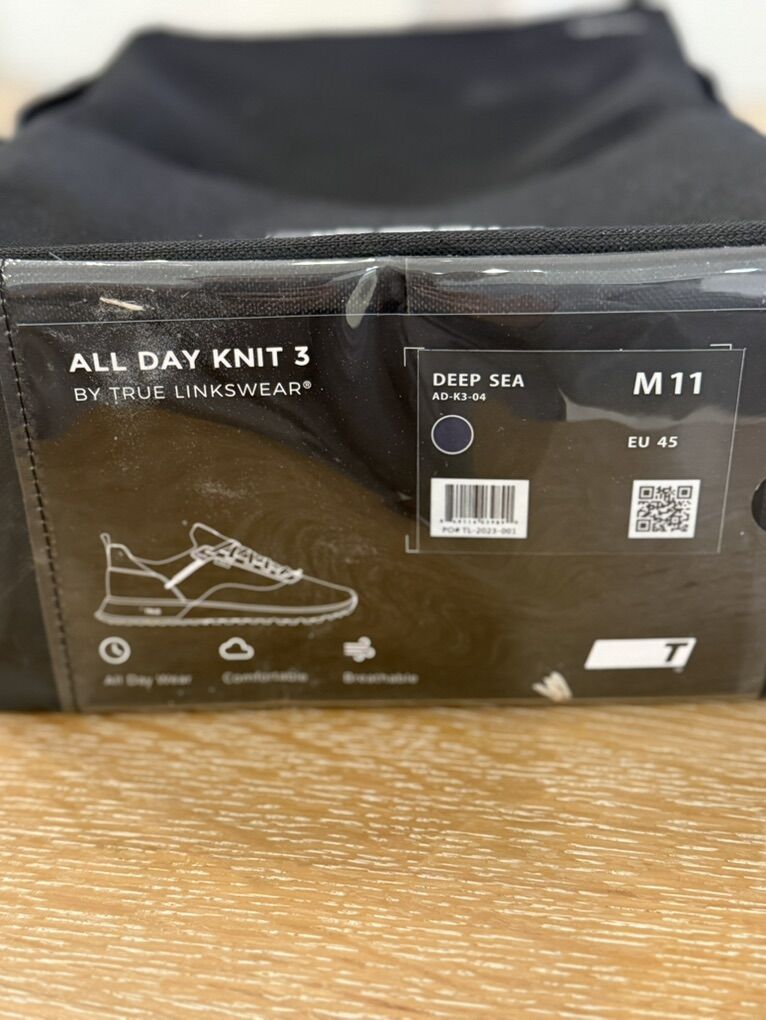 ALL DAY KNIT 3
BY TRUE LINKSWEAR®
DEEP SEA
AD-K3-04
M 11
EU 45
PO# TL-2023-001
T
All Day Wear
Comfortable
Breathable